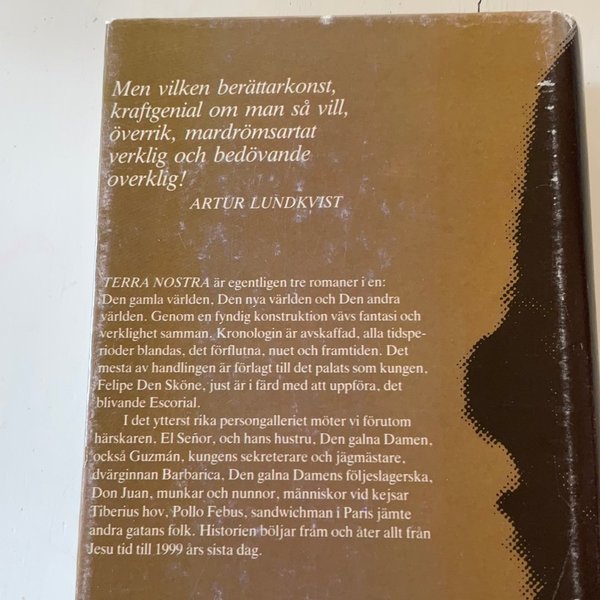 Men vilken berättarkonst,
kraftgenial om man så vill,
överrik, mardrömsartat
verklig och bedövande
overklig!
ARTUR LUNDKVIST
TERRA NOSTRA är egentligen tre romaner i en:
Den gamla världen, Den nya världen och Den andra
världen. Genom en fyndig konstruktion vävs fantasi och
verklighet samman. Kronologin är avskaffad, alla tidspe-
rioder blandas, det förflutna, nuet och framtiden. Det
mesta av handlingen är förlagt till det palats som kungen,
Felipe Den Sköne, just är i färd med att uppföra, det
blivande Escorial.
I det ytterst rika persongalleriet möter vi förutom
härskaren, El Señor, och hans hustru, Den galna Damen,
också Guzmán, kungens sekreterare och jägmästare,
dvärginnan Barbarica, Den galna Damens följeslagerska,
Don Juan, munkar och nunnor, människor vid kejsar
Tiberius hov, Pollo Febus, sandwichman i Paris jämte
andra gatans folk. Historien böljar fram och åter allt från
Jesu tid till 1999 års sista dag.